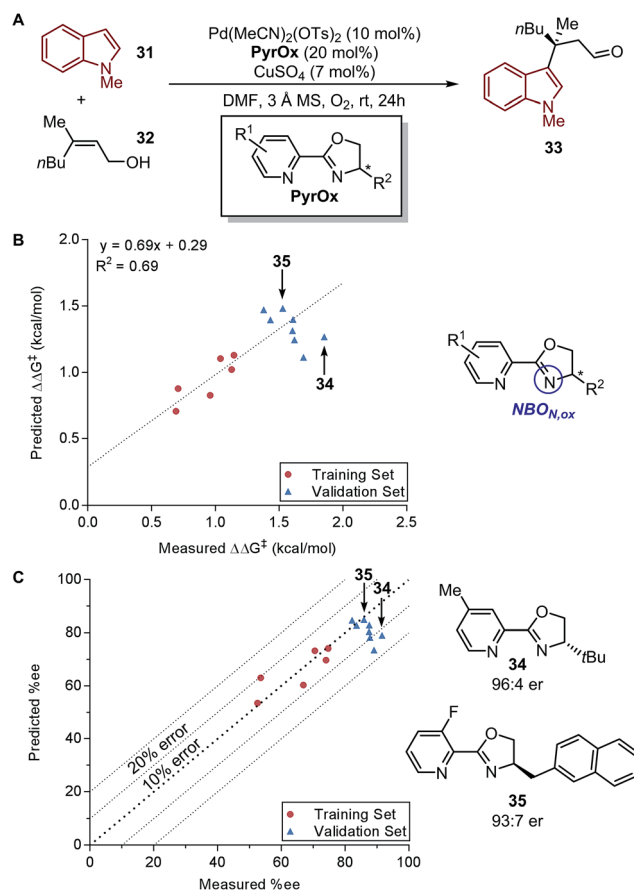 A
31
N
Me
+
Me
32
nBu
OH
Pd(MeCN)2(OTs)2 (10 mol%)
PyrOx (20 mol%)
CuSO4 (7 mol%)
DMF, 3 Å MS, O2, rt, 24h
R1
O
N
N
*
R2
PyrOx
nBu
Me
O
N
Me
33
B
y = 0.69x + 0.29
R2 = 0.69
35
34
2.0
1.5
1.0
0.5
0.0
Predicted ΔΔG‡ (kcal/mol)
Training Set
Validation Set
0.0
0.5
1.0
1.5
2.0
2.5
Measured ΔΔG‡ (kcal/mol)
R1
O
N
N
*
R2
NBON,ox
C
35
34
100
80
60
40
20
0
Predicted %ee
20% error
10% error
Training Set
Validation Set
0
20
40
60
80
100
Measured %ee
Me
O
N
N
tBu
34
96:4 er
F
O
N
N
35
93:7 er